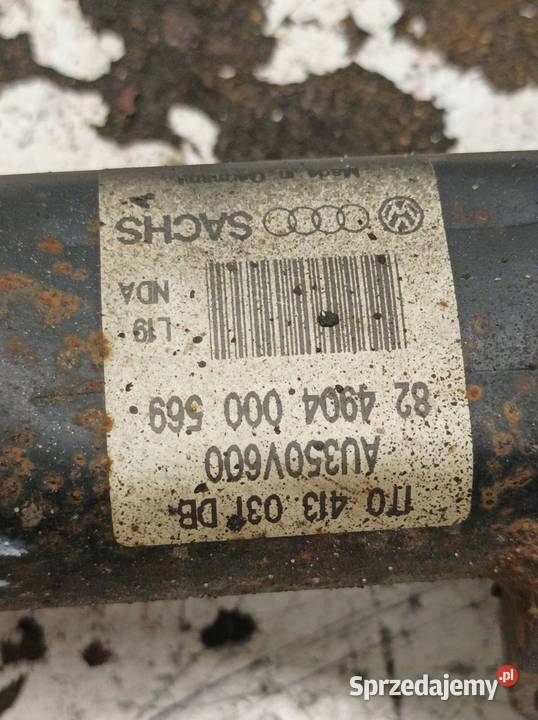 1T0 413 031 DB
AU350V600
82 4904 000 569
L19
NDA
SACHS
Made in Germany
Sprzedajemy.pl